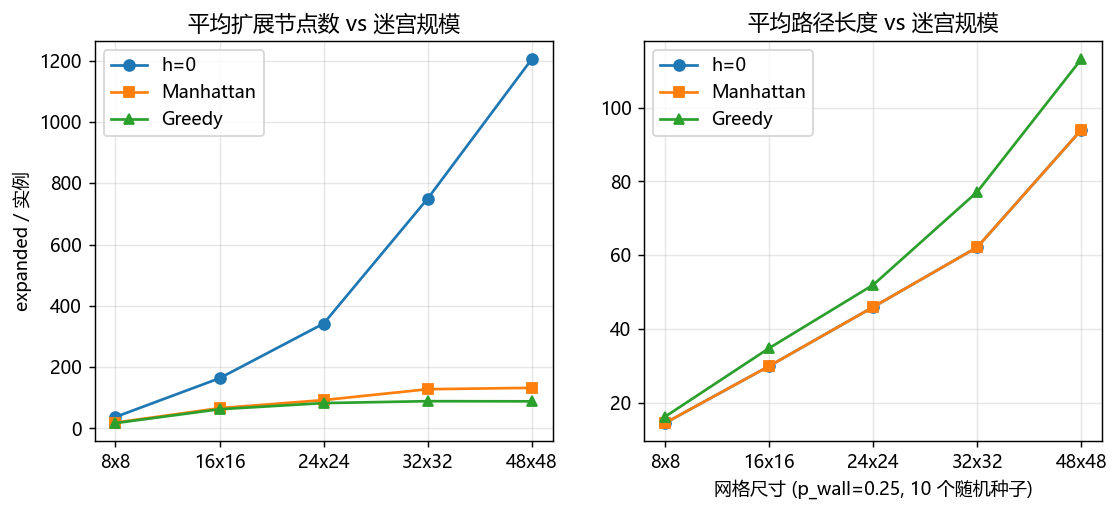 平均扩展节点数 vs 迷宫规模
h=0
Manhattan
Greedy
expanded / 实例
1200
1000
800
600
400
200
0
8x8
16x16
24x24
32x32
48x48
平均路径长度 vs 迷宫规模
h=0
Manhattan
Greedy
100
80
60
40
20
8x8
16x16
24x24
32x32
48x48
网格尺寸 (p_wall=0.25, 10 个随机种子)